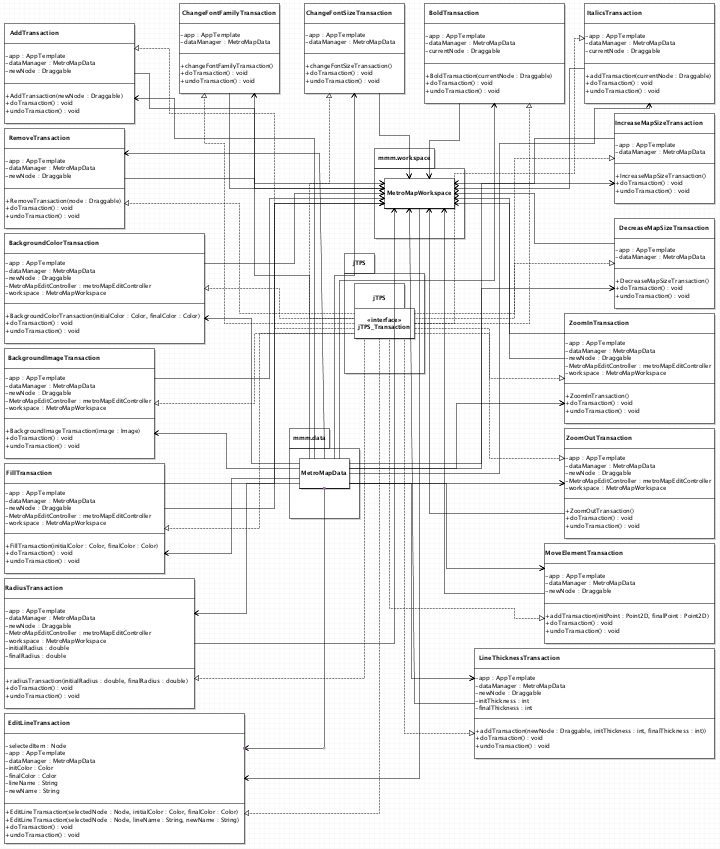 AddTransaction
-app : AppTemplate
-dataManager : MetroMapData
-newNode : Draggable
+AddTransaction(newNode : Draggable)
+doTransaction() : void
+undoTransaction() : void
ChangeFontFamilyTransaction
-app : AppTemplate
-dataManager : MetroMapData
+changeFontFamilyTransaction()
+doTransaction() : void
+undoTransaction() : void
ChangeFontSizeTransaction
-app : AppTemplate
-dataManager : MetroMapData
+changeFontSizeTransaction()
+doTransaction() : void
+undoTransaction() : void
BoldTransaction
-app : AppTemplate
-dataManager : MetroMapData
-currentNode : Draggable
+BoldTransaction(currentNode : Draggable)
+doTransaction() : void
+undoTransaction() : void
ItalicsTransaction
-app : AppTemplate
-dataManager : MetroMapData
-currentNode : Draggable
+addTransaction(currentNode : Draggable)
+doTransaction() : void
+undoTransaction() : void
RemoveTransaction
-app : AppTemplate
-dataManager : MetroMapData
-newNode : Draggable
+RemoveTransaction(node : Draggable)
+doTransaction() : void
+undoTransaction() : void
mmm.workspace
MetroMapWorkspace
IncreaseMapSizeTransaction
-app : AppTemplate
-dataManager : MetroMapData
+IncreaseMapSizeTransaction()
+doTransaction() : void
+undoTransaction() : void
BackgroundColorTransaction
-app : AppTemplate
-dataManager : MetroMapData
-newNode : Draggable
-MetroMapEditController : metroMapEditController
-workspace : MetroMapWorkspace
+BackgroundColorTransaction(initialColor : Color, finalColor : Color)
+doTransaction() : void
+undoTransaction() : void
DecreaseMapSizeTransaction
-app : AppTemplate
-dataManager : MetroMapData
+DecreaseMapSizeTransaction()
+doTransaction() : void
+undoTransaction() : void
jTPS
jTPS
«interface»
jTPS_Transaction
BackgroundImageTransaction
-app : AppTemplate
-dataManager : MetroMapData
-newNode : Draggable
-MetroMapEditController : metroMapEditController
-workspace : MetroMapWorkspace
+BackgroundImageTransaction(image : Image)
+doTransaction() : void
+undoTransaction() : void
ZoomInTransaction
-app : AppTemplate
-dataManager : MetroMapData
-newNode : Draggable
-MetroMapEditController : metroMapEditController
-workspace : MetroMapWorkspace
+ZoomInTransaction()
+doTransaction() : void
+undoTransaction() : void
mmm.data
MetroMapData
FillTransaction
-app : AppTemplate
-dataManager : MetroMapData
-newNode : Draggable
-MetroMapEditController : metroMapEditController
-workspace : MetroMapWorkspace
+FillTransaction(initialColor : Color, finalColor : Color)
+doTransaction() : void
+undoTransaction() : void
ZoomOutTransaction
-app : AppTemplate
-dataManager : MetroMapData
-newNode : Draggable
-MetroMapEditController : metroMapEditController
-workspace : MetroMapWorkspace
+ZoomOutTransaction()
+doTransaction() : void
+undoTransaction() : void
RadiusTransaction
-app : AppTemplate
-dataManager : MetroMapData
-newNode : Draggable
-MetroMapEditController : metroMapEditController
-workspace : MetroMapWorkspace
-initialRadius : double
-finalRadius : double
+radiusTransaction(initialRadius : double, finalRadius : double)
+doTransaction() : void
+undoTransaction() : void
MoveElementTransaction
-app : AppTemplate
-dataManager : MetroMapData
-newNode : Draggable
+addTransaction(initPoint : Point2D, finalPoint : Point2D)
+doTransaction() : void
+undoTransaction() : void
LineThicknessTransaction
-app : AppTemplate
-dataManager : MetroMapData
-newNode : Draggable
-initThickness : int
-finalThickness : int
+addTransaction(newNode : Draggable, initThickness : int, finalThickness : int))
+doTransaction() : void
+undoTransaction() : void
EditLineTransaction
-selectedItem : Node
-app : AppTemplate
-dataManager : MetroMapData
-initColor : Color
-finalColor : Color
-lineName : String
-newName : String
+EditLineTransaction(selectedNode : Node, initialColor : Color, finalColor : Color)
+EditLineTransaction(selectedNode : Node, lineName : String, newName : String)
+doTransaction() : void
+undoTransaction() : void